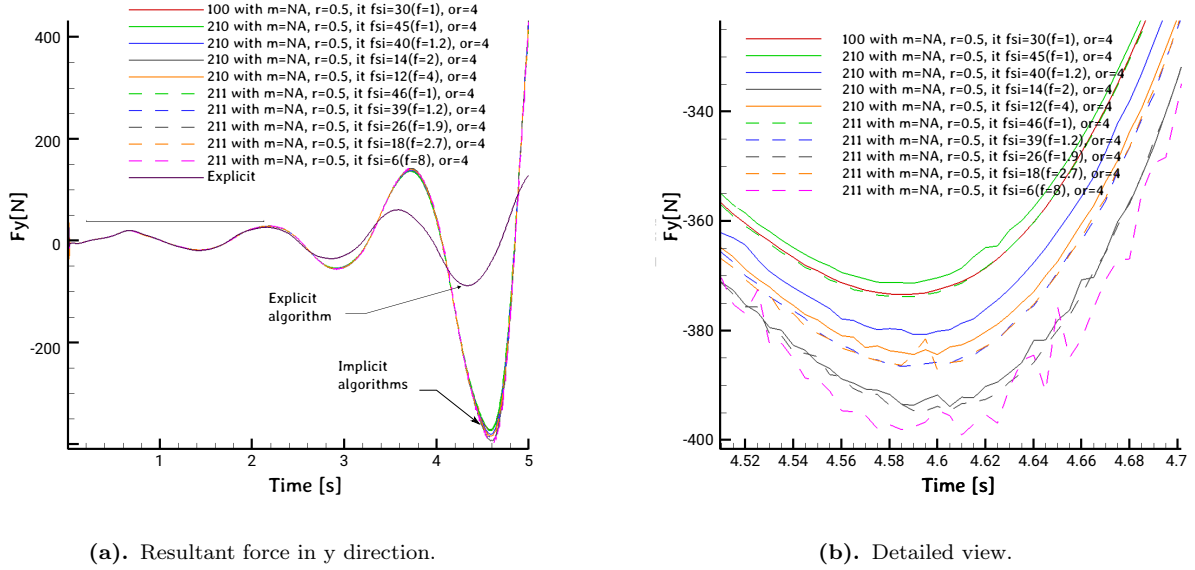 100 with m=NA, r=0.5, it fsi=30(f=1), or=4
210 with m=NA, r=0.5, it fsi=45(f=1), or=4
210 with m=NA, r=0.5, it fsi=40(f=1.2), or=4
210 with m=NA, r=0.5, it fsi=14(f=2), or=4
210 with m=NA, r=0.5, it fsi=12(f=4), or=4
211 with m=NA, r=0.5, it fsi=46(f=1), or=4
211 with m=NA, r=0.5, it fsi=39(f=1.2), or=4
211 with m=NA, r=0.5, it fsi=26(f=1.9), or=4
211 with m=NA, r=0.5, it fsi=18(f=2.7), or=4
211 with m=NA, r=0.5, it fsi=6(f=8), or=4
Explicit
400
200
0
-200
-400
Fy[N]
Explicit
algorithm
Implicit
algorithms
1 2 3 4 5
Time [s]
(a). Resultant force in y direction.
100 with m=NA, r=0.5, it fsi=30(f=1), or=4
210 with m=NA, r=0.5, it fsi=45(f=1), or=4
210 with m=NA, r=0.5, it fsi=40(f=1.2), or=4
210 with m=NA, r=0.5, it fsi=14(f=2), or=4
210 with m=NA, r=0.5, it fsi=12(f=4), or=4
211 with m=NA, r=0.5, it fsi=46(f=1), or=4
211 with m=NA, r=0.5, it fsi=39(f=1.2), or=4
211 with m=NA, r=0.5, it fsi=26(f=1.9), or=4
211 with m=NA, r=0.5, it fsi=18(f=2.7), or=4
211 with m=NA, r=0.5, it fsi=6(f=8), or=4
-340
-360
-380
-400
Fy[N]
4.52 4.54 4.56 4.58 4.6 4.62 4.64 4.66 4.68 4.7
Time [s]
(b). Detailed view.